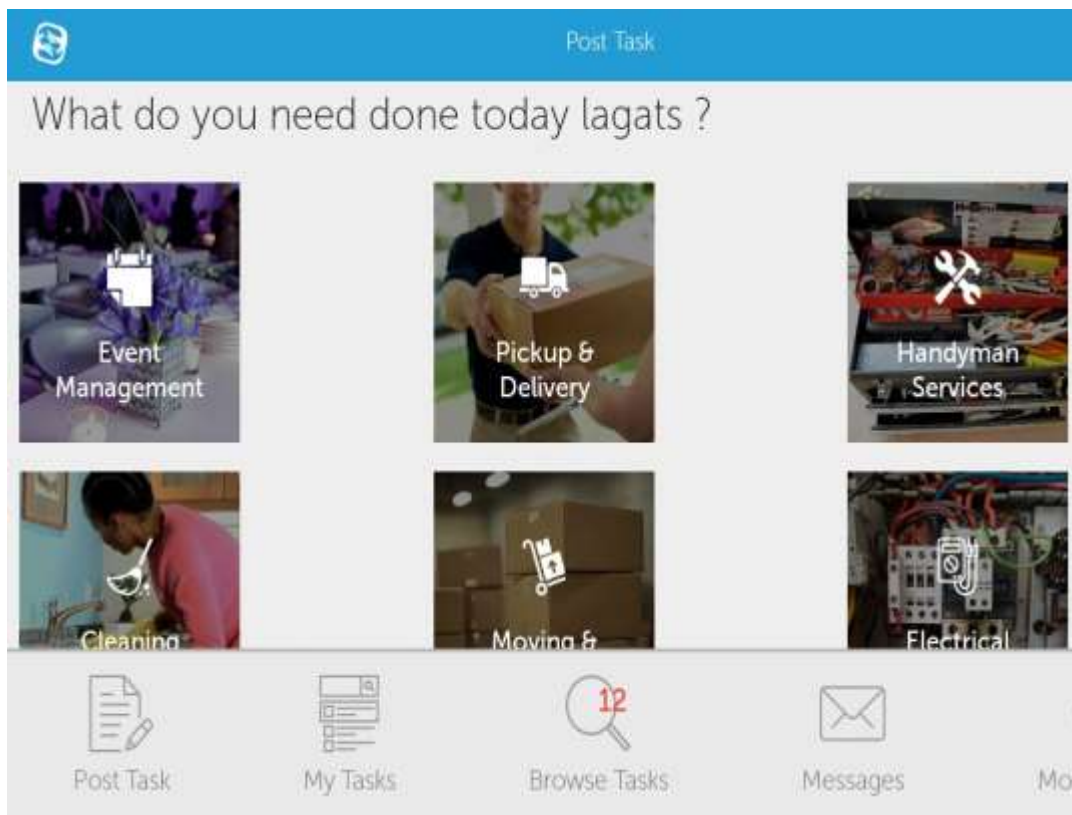 Post Task
What do you need done today lagats ?
Event
Management
Pickup &
Delivery
Handyman
Services
Cleaning
Moving &
Electrical
12
Post Task
My Tasks
Browse Tasks
Messages
Mo